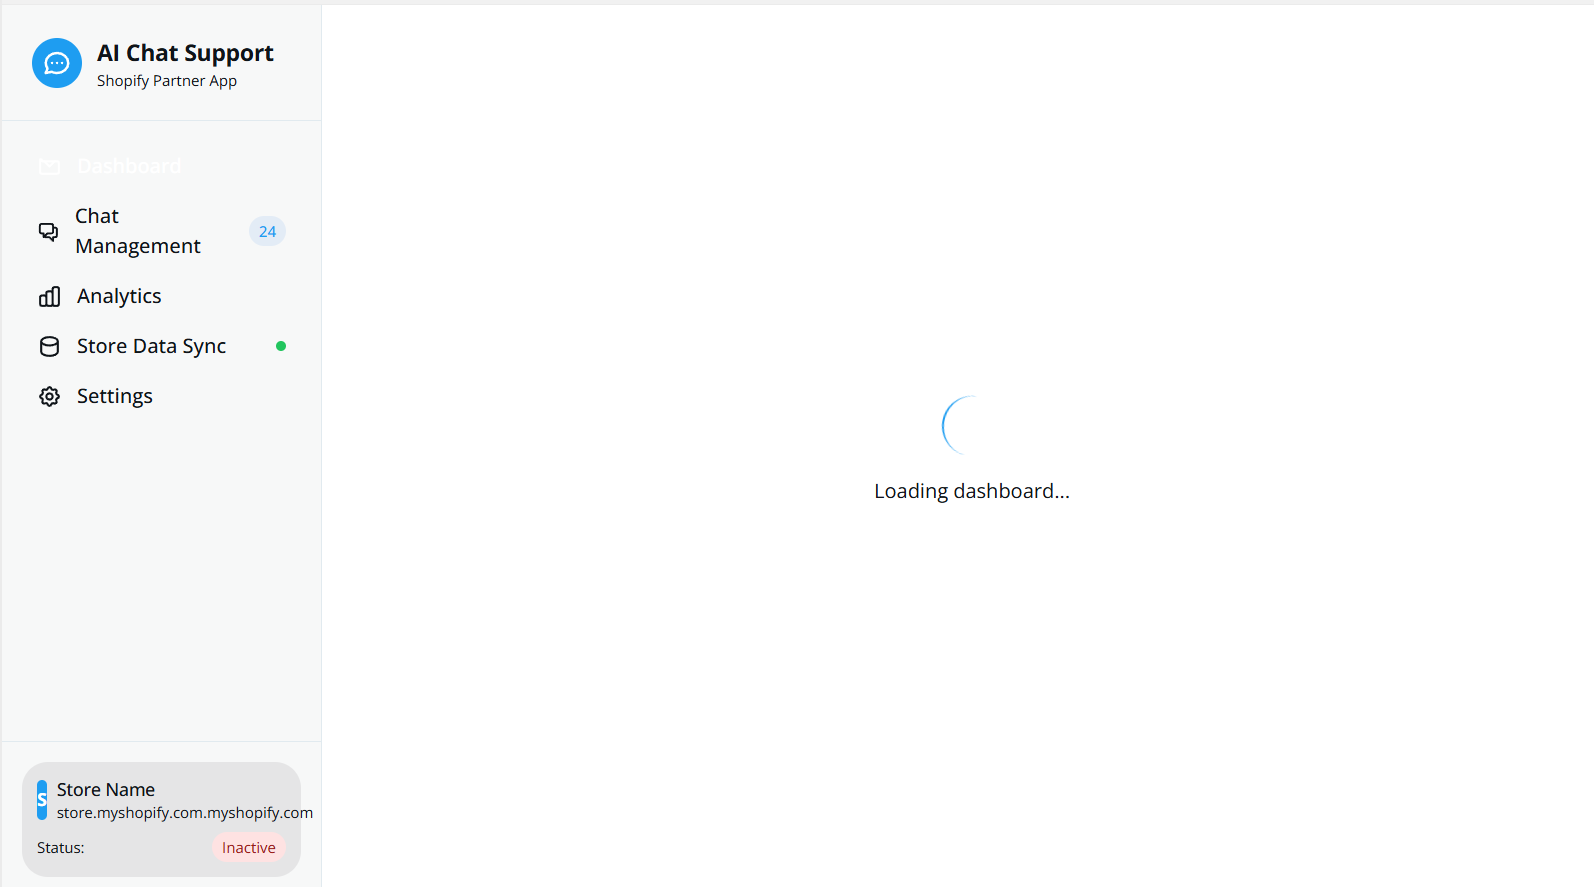 AI Chat Support
Shopify Partner App
Dashboard
Chat
Management
24
Analytics
Store Data Sync
Settings
Loading dashboard...
S
Store Name
store.myshopify.com.myshopify.com
Status:
Inactive